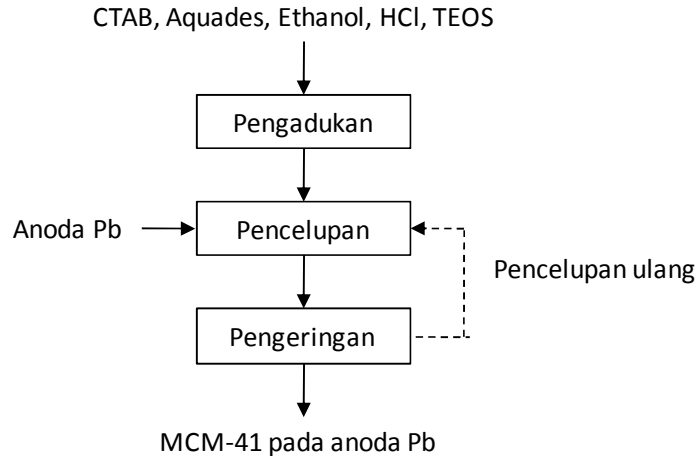 CTAB, Aquades, Ethanol, HCl, TEOS
Pengadukan
Anoda Pb
Pencelupan
Pencelupan ulang
Pengeringan
MCM-41 pada anoda Pb